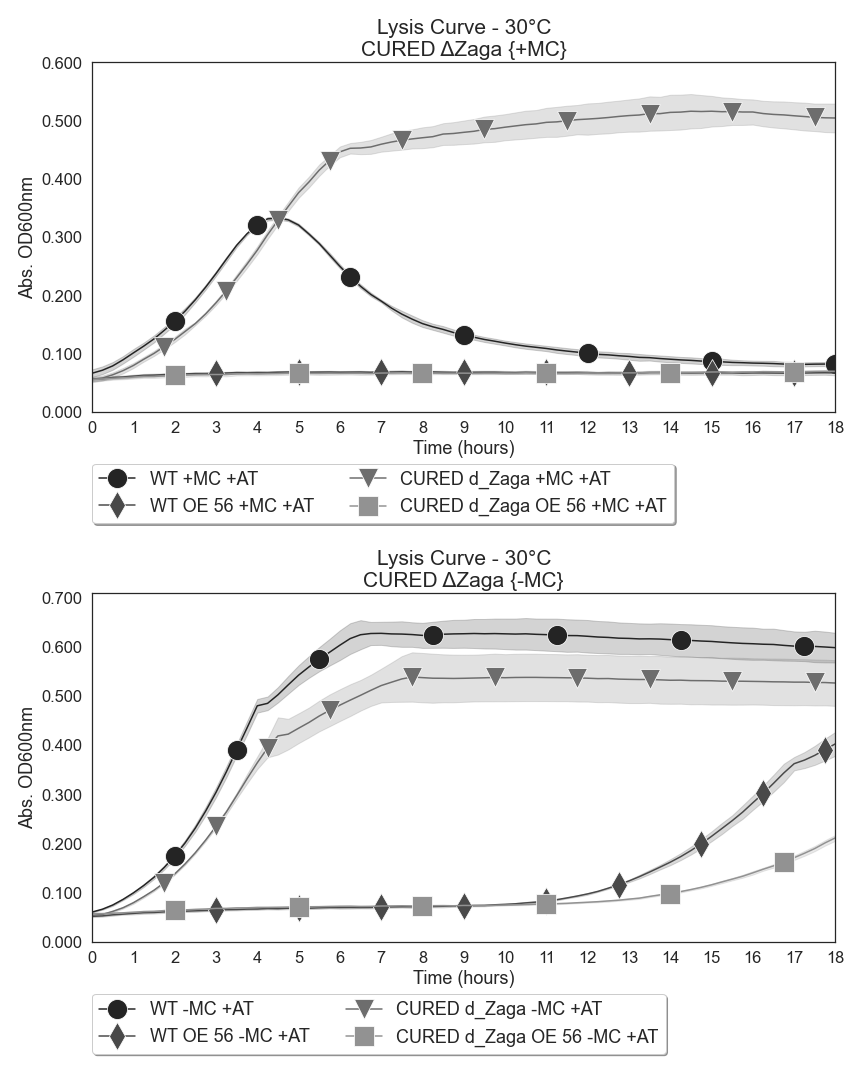 Lysis Curve - 30°C
CURED ΔZaga {+MC}
0.600
0.500
0.400
0.300
0.200
0.100
0.000
Abs. OD600nm
0 1 2 3 4 5 6 7 8 9 10 11 12 13 14 15 16 17 18
Time (hours)
WT +MC +AT
WT OE 56 +MC +AT
CURED d_Zaga +MC +AT
CURED d_Zaga OE 56 +MC +AT
Lysis Curve - 30°C
CURED ΔZaga {-MC}
0.700
0.600
0.500
0.400
0.300
0.200
0.100
0.000
Abs. OD600nm
0 1 2 3 4 5 6 7 8 9 10 11 12 13 14 15 16 17 18
Time (hours)
WT -MC +AT
WT OE 56 -MC +AT
CURED d_Zaga -MC +AT
CURED d_Zaga OE 56 -MC +AT